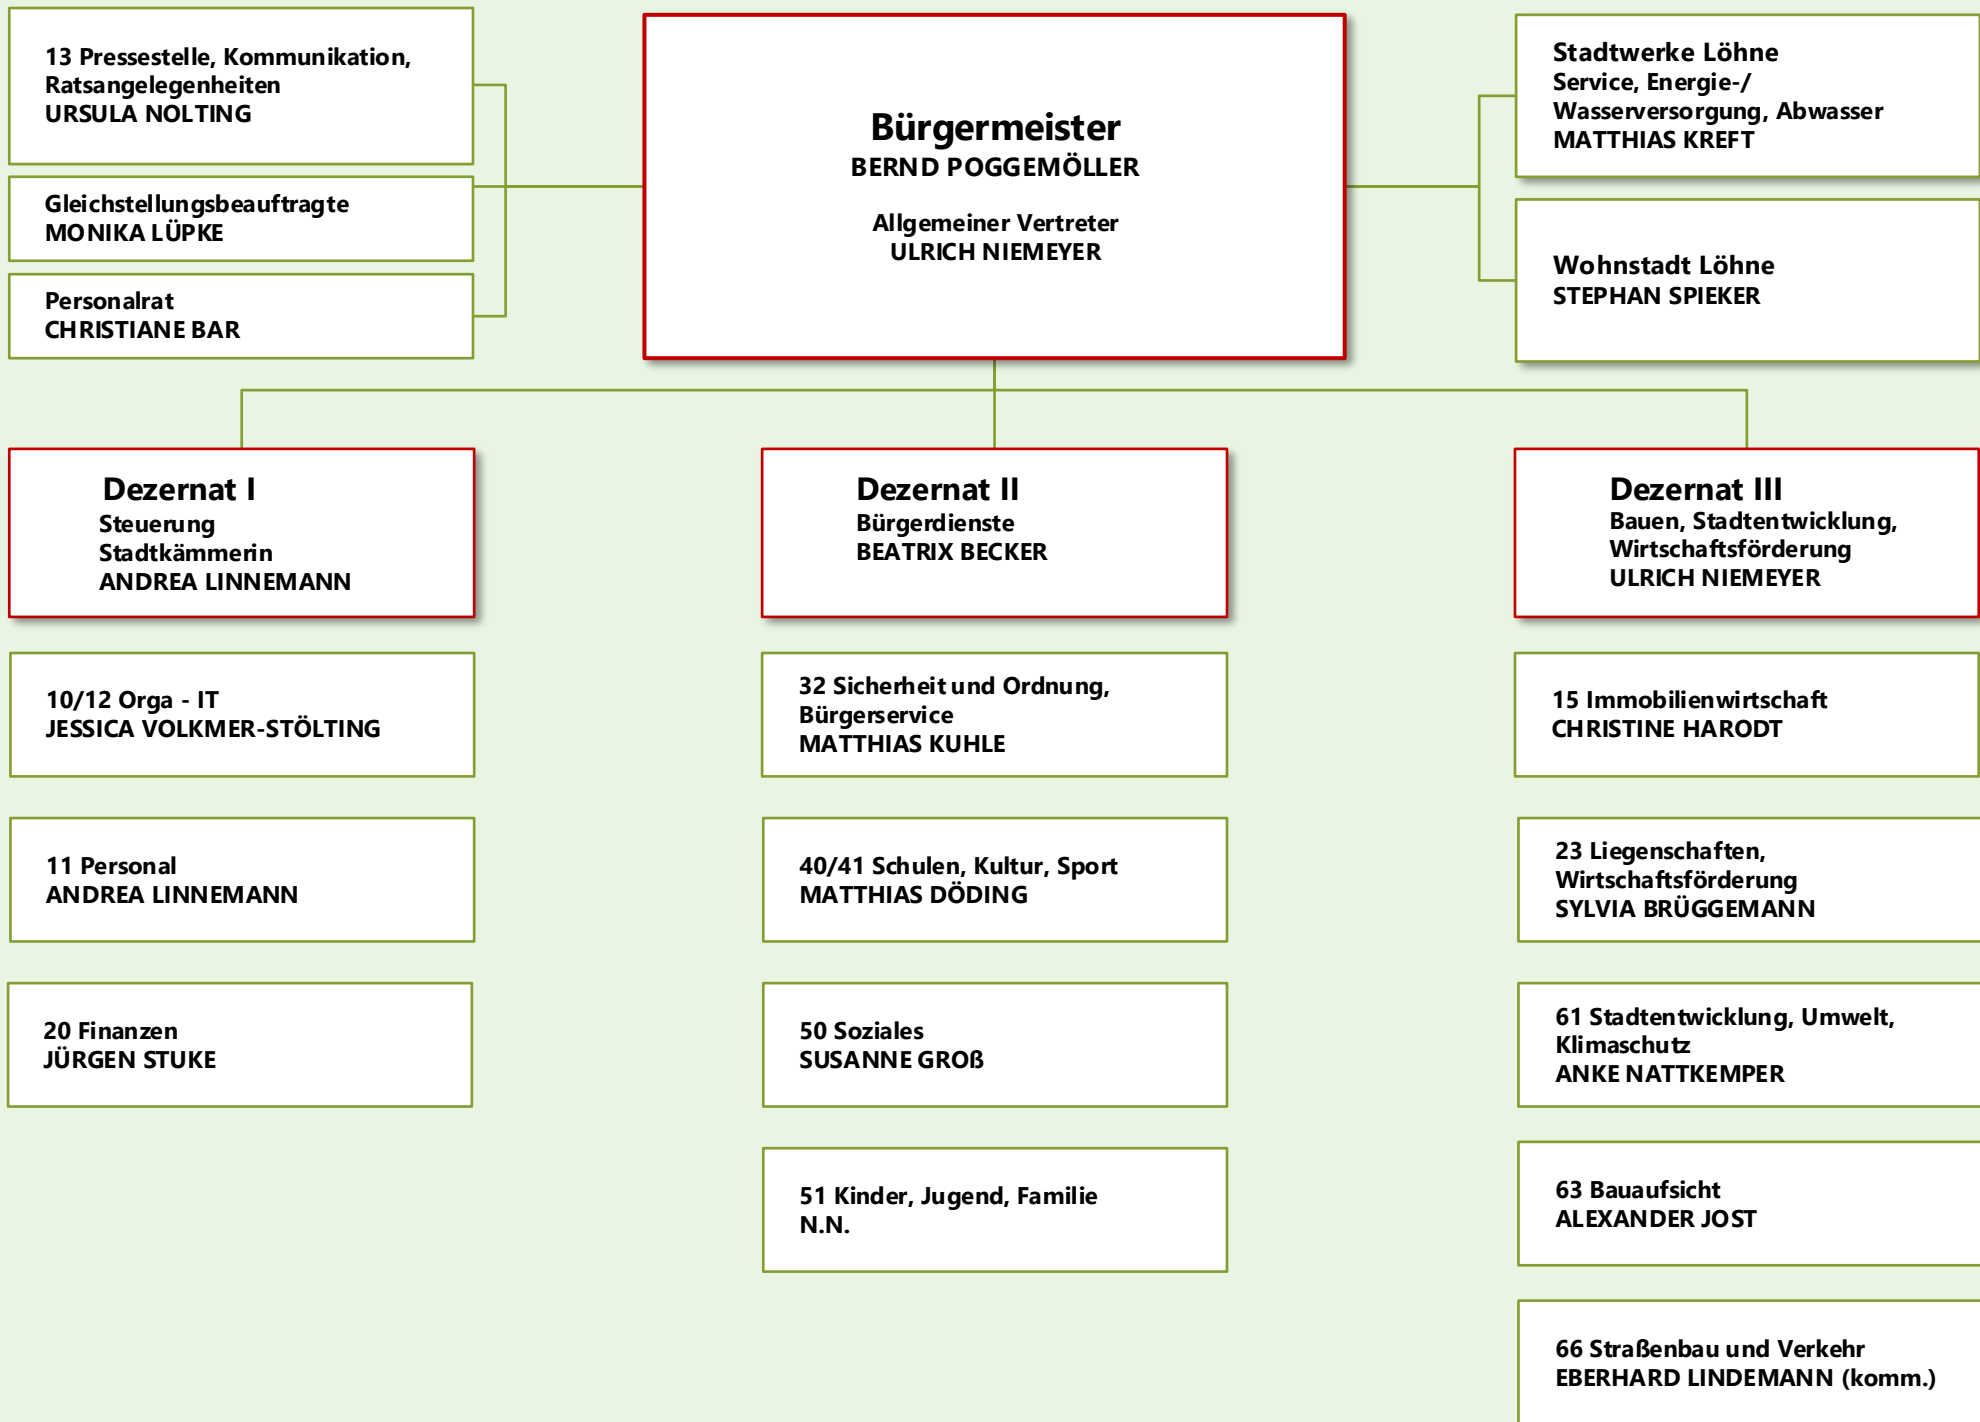 13 Pressestelle, Kommunikation,
Ratsangelegenheiten
URSULA NOLTING
Gleichstellungsbeauftragte
MONIKA LÜPKE
Personalrat
CHRISTIANE BAR
Bürgermeister
BERND POGGEMÖLLER
Allgemeiner Vertreter
ULRICH NIEMEYER
Stadtwerke Löhne
Service, Energie-/
Wasserversorgung, Abwasser
MATTHIAS KREFT
Wohnstadt Löhne
STEPHAN SPIEKER
Dezernat I
Steuerung
Stadtkämmerin
ANDREA LINNEMANN
10/12 Orga - IT
JESSICA VOLKMER-STÖLTING
11 Personal
ANDREA LINNEMANN
20 Finanzen
JÜRGEN STUKE
Dezernat II
Bürgerdienste
BEATRIX BECKER
32 Sicherheit und Ordnung,
Bürgerservice
MATTHIAS KUHLE
40/41 Schulen, Kultur, Sport
MATTHIAS DÖDING
50 Soziales
SUSANNE GROß
51 Kinder, Jugend, Familie
N.N.
Dezernat III
Bauen, Stadtentwicklung,
Wirtschaftsförderung
ULRICH NIEMEYER
15 Immobilienwirtschaft
CHRISTINE HARODT
23 Liegenschaften,
Wirtschaftsförderung
SYLVIA BRÜGGEMANN
61 Stadtentwicklung, Umwelt,
Klimaschutz
ANKE NATTKEMPER
63 Bauaufsicht
ALEXANDER JOST
66 Straßenbau und Verkehr
EBERHARD LINDEMANN (komm.)